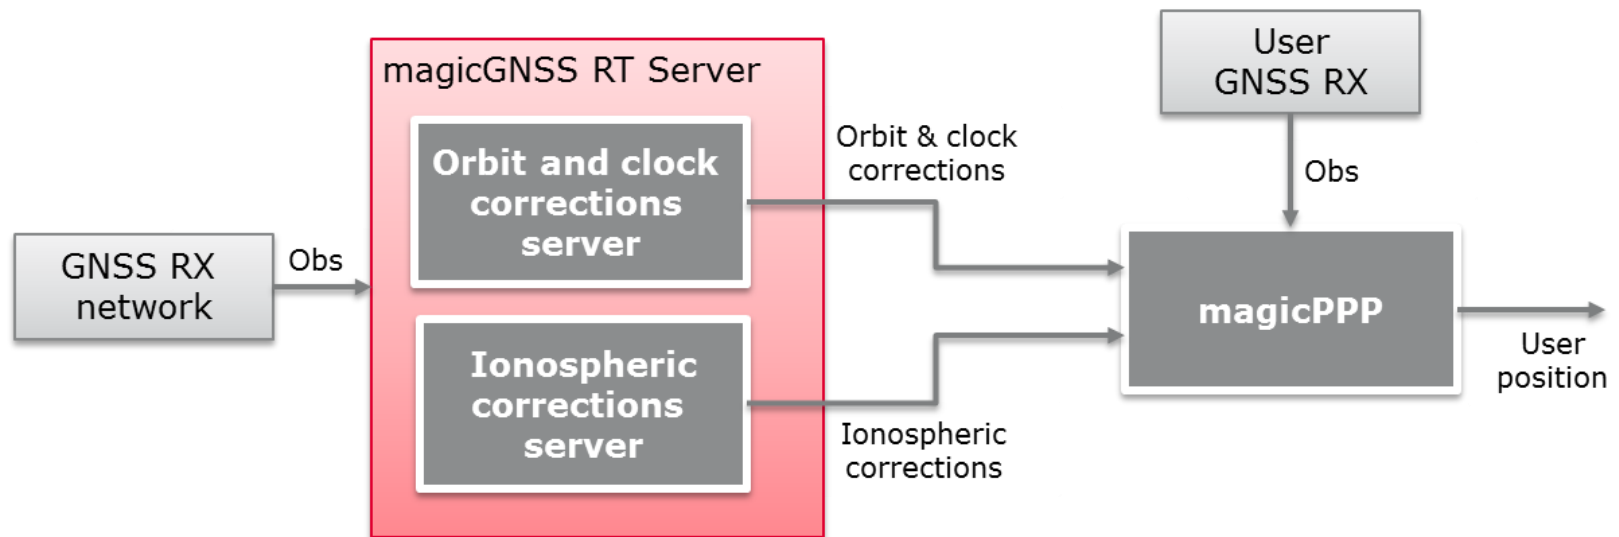 GNSS RX
network
Obs
magicGNSS RT Server
Orbit and clock
corrections
server
Ionospheric
corrections
server
Orbit & clock
corrections
Ionospheric
corrections
User
GNSS RX
Obs
magicPPP
User
position